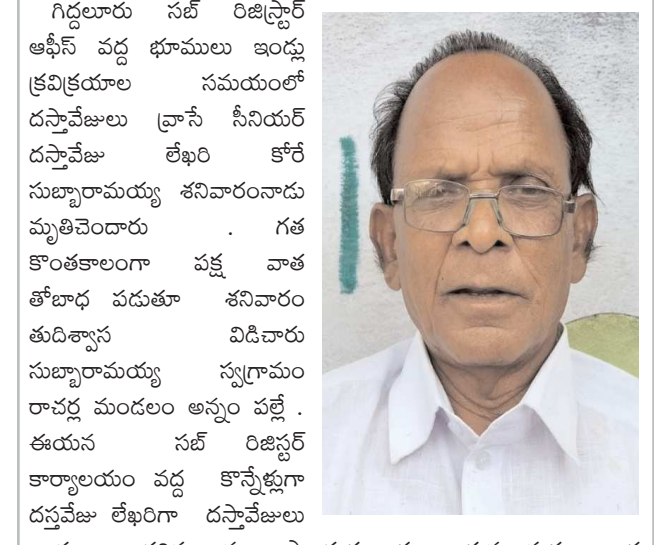 గిద్దలూరు సబ్ రిజిస్ట్రార్
ఆఫీస్ వద్ద భూములు ఇండ్లు
క్రవిక్రయాల సమయంలో
దస్తావేజులు వ్రాసే సీనియర్
దస్తావేజు లేఖరి కోరే
సుబ్బారామయ్య శనివారంనాడు
మృతిచెందారు . గత
కొంతకాలంగా పక్ష వాత
తోబాధ పడుతూ శనివారం
తుదిశ్వాస విడిచారు
సుబ్బారామయ్య స్వగ్రామం
రాచర్ల మండలం అన్నం పల్లే .
ఈయన సబ్ రిజిస్టర్
కార్యాలయం వద్ద కొన్నేళ్లుగా
దస్తవేజు లేఖరిగా దస్తావేజులు